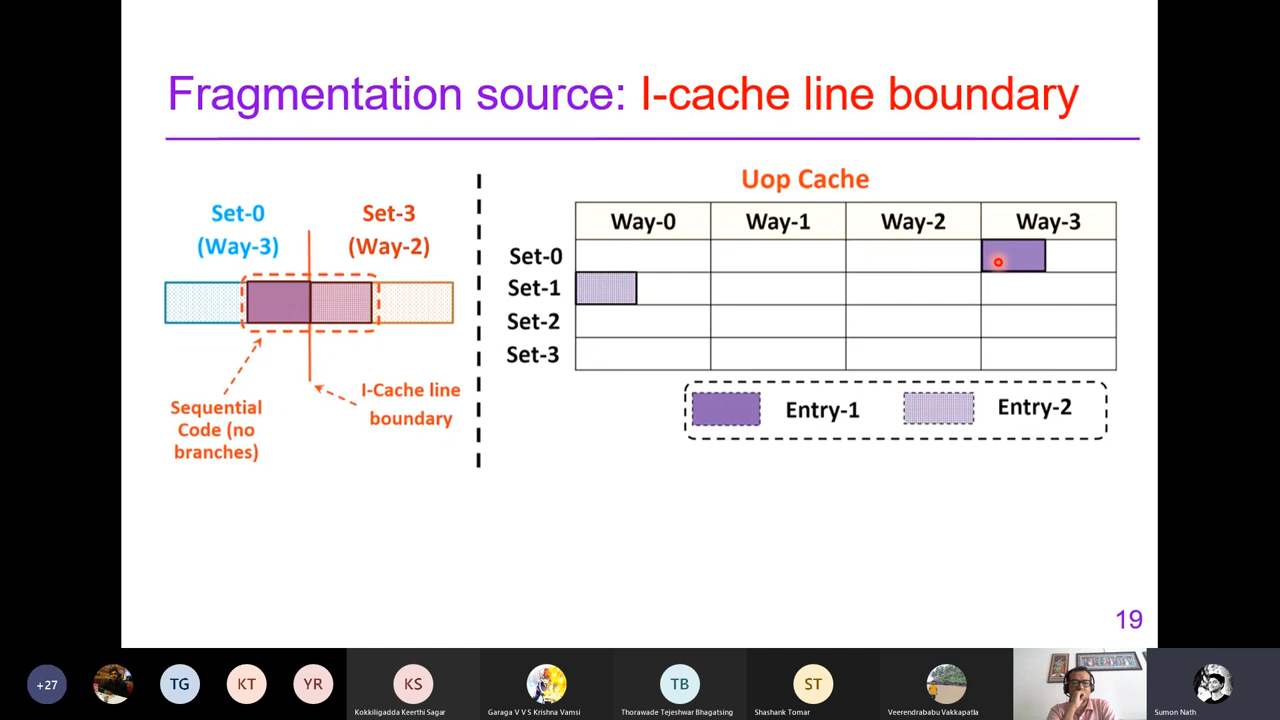 Fragmentation source: I-cache line boundary
Set-0
(Way-3)
Set-3
(Way-2)
Sequential
Code (no
branches)
I-Cache line
boundary
Uop Cache
Way-0 Way-1 Way-2 Way-3
Set-0
Set-1
Set-2
Set-3
Entry-1 Entry-2
19
+27 TG KT YR KS TB ST
Kokkiligadda Keerthi Sagar Garaga V V S Krishna Vamsi Thorawade Tejeshwar Bhagatsing Shashank Tomar Veerendrababu Vakkapatla Sumon Nath